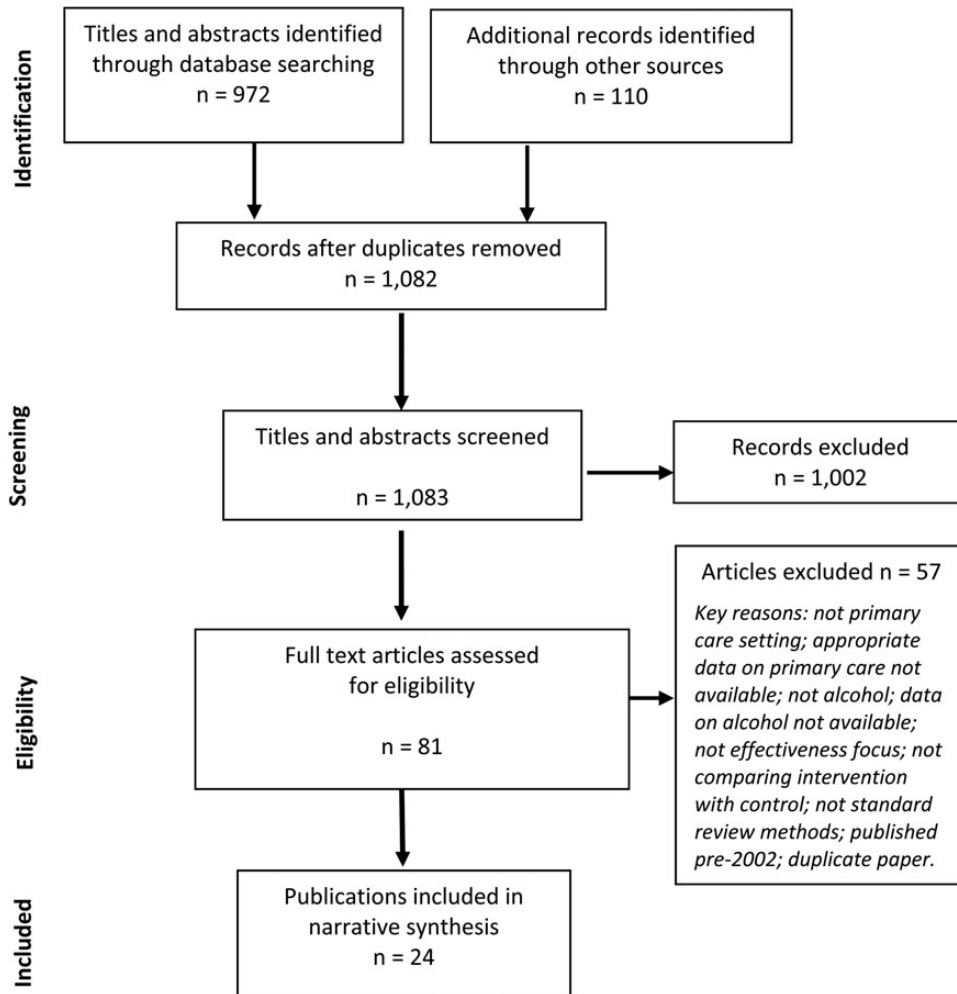 Identification
Titles and abstracts identified
through database searching
n = 972
Additional records identified
through other sources
n = 110
Records after duplicates removed
n = 1,082
Screening
Titles and abstracts screened
n = 1,083
Records excluded
n = 1,002
Eligibility
Full text articles assessed
for eligibility
n = 81
Articles excluded n = 57
Key reasons: not primary
care setting; appropriate
data on primary care not
available; not alcohol; data
on alcohol not available;
not effectiveness focus; not
comparing intervention
with control; not standard
review methods; published
pre-2002; duplicate paper.
Included
Publications included in
narrative synthesis
n = 24